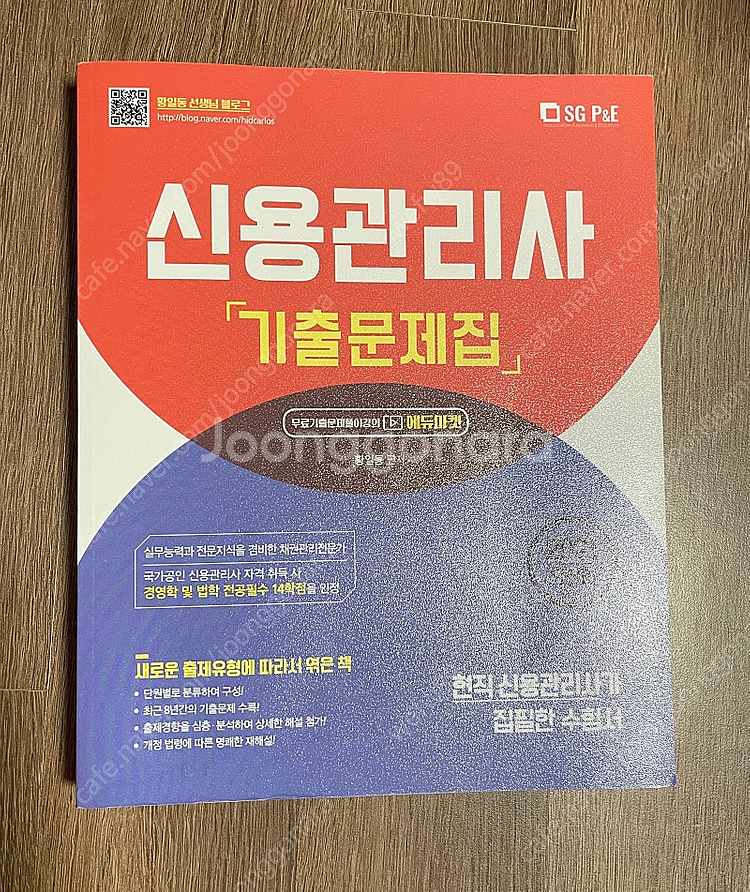 황일동 선생님 블로그
http://blog.naver.com/hidcarlos
SG P&E
신용관리사
「기출문제집」
무료기출문제풀이강의 에듀마켓
Joonggonara
황일동
실무능력과 전문지식을 겸비한 채권관리전문가
국가공인 신용관리사 자격 취득 시
경영학 및 법학 전공필수 14학점을 인정
새로운 출제유형에 따라서 엮은 책
• 단원별로 분류하여 구성!
• 최근 8년간의 기출문제 수록!
• 출제경향을 심층·분석하여 상세한 해설 첨가!
• 개정 법령에 따른 명쾌한 재해설!
현직 신용관리사가
집필한 수험서
cafe.naver.com/joonggonara